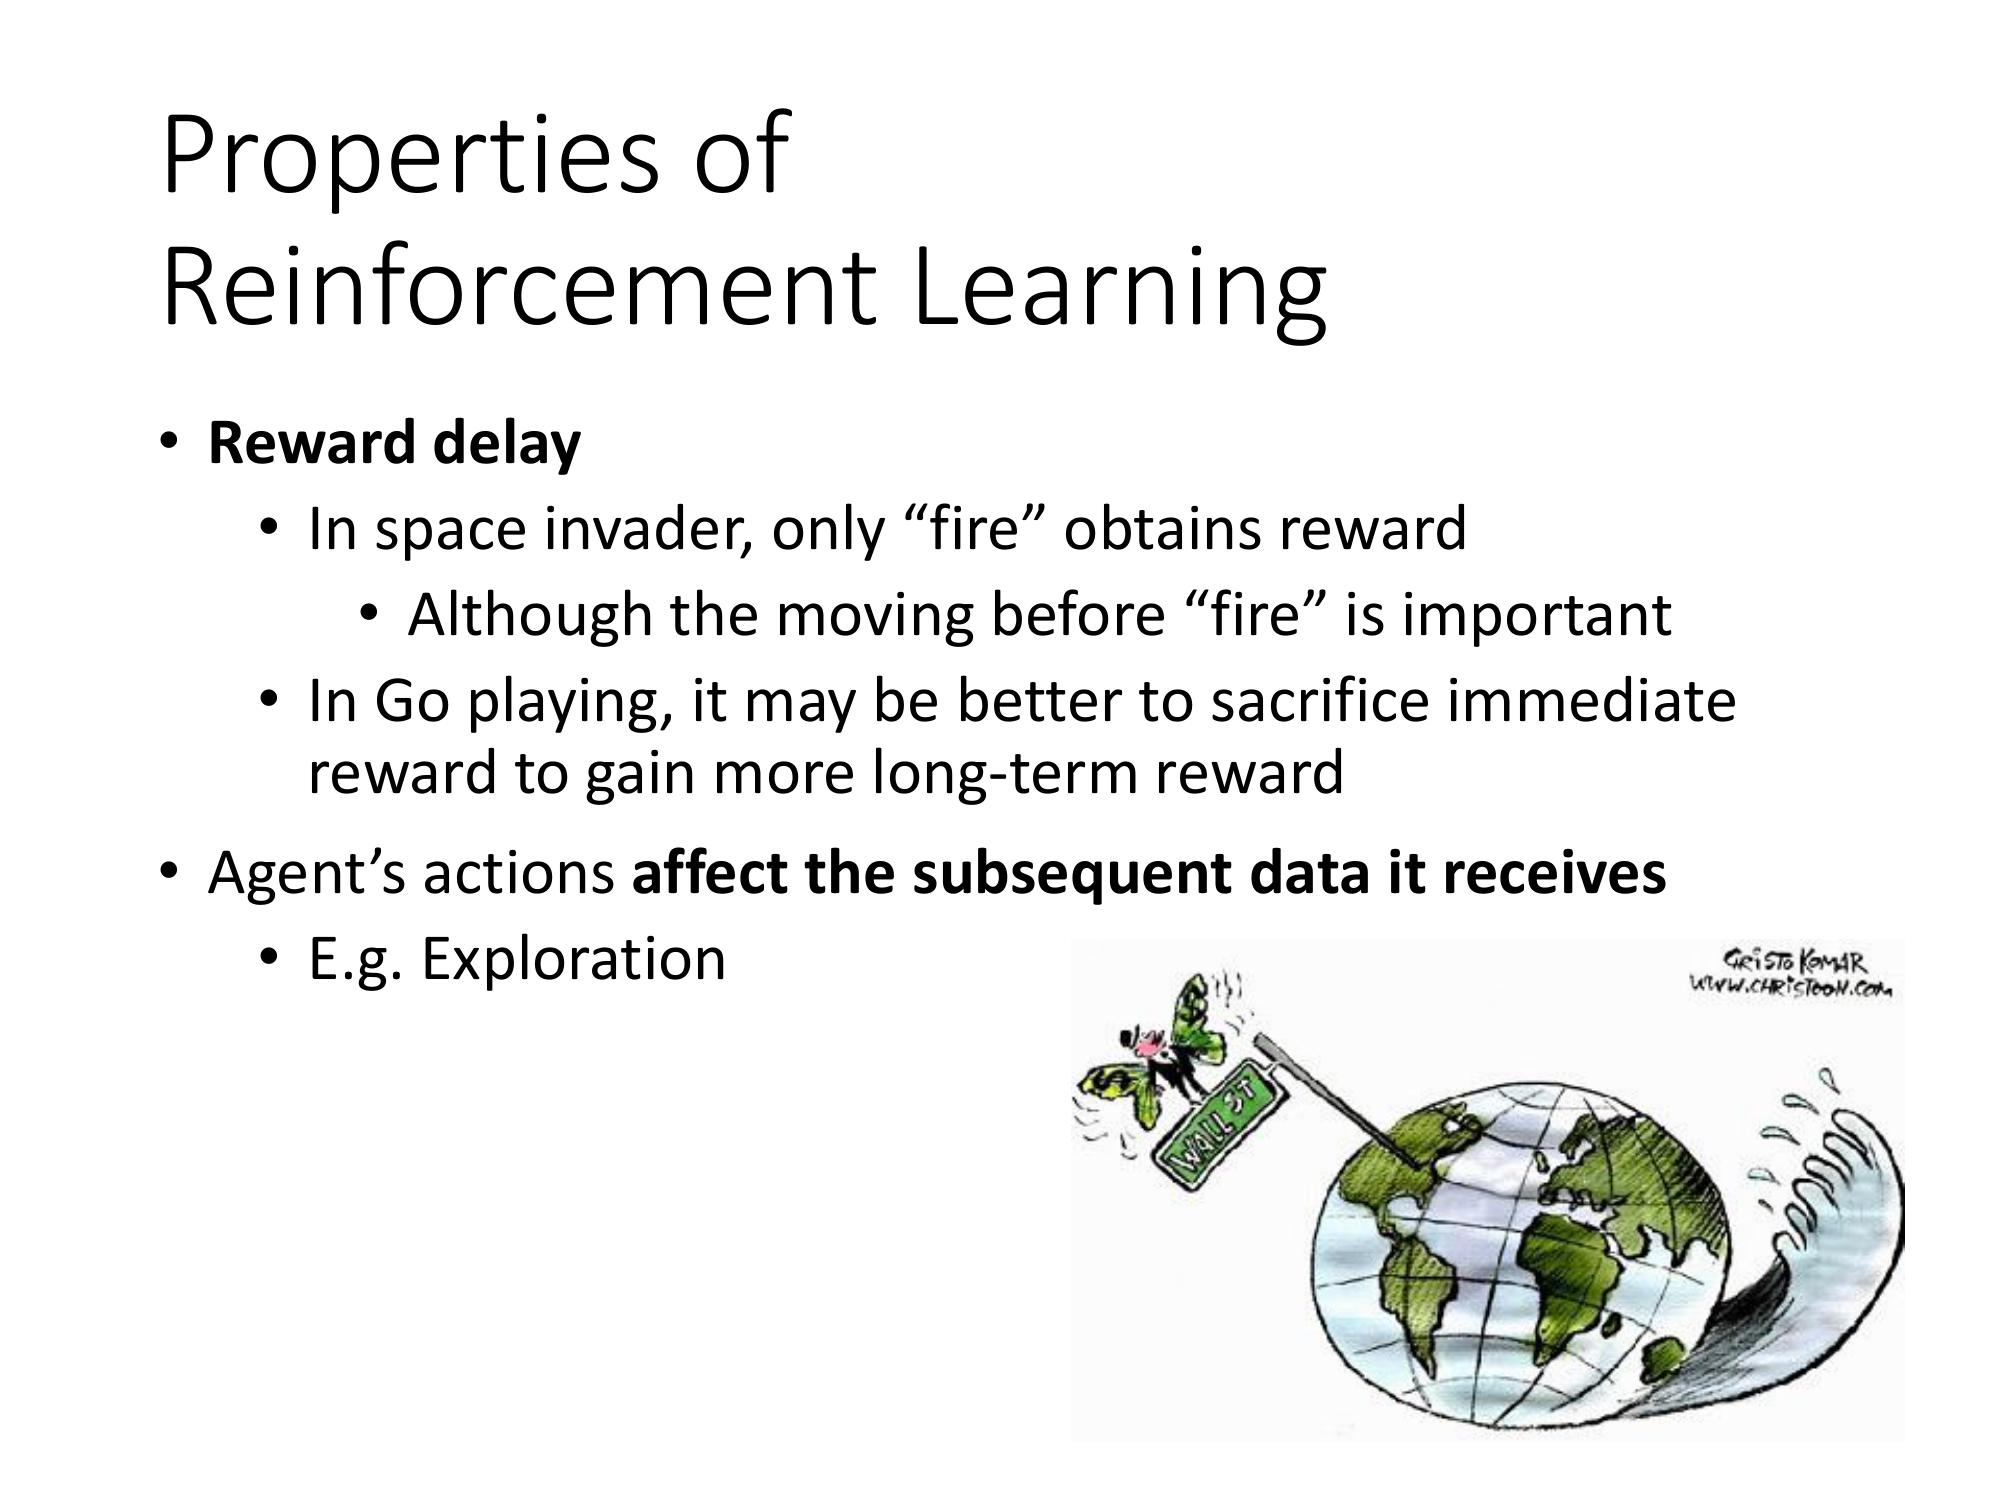 Properties of
Reinforcement Learning
• Reward delay
• In space invader, only “fire” obtains reward
• Although the moving before “fire” is important
• In Go playing, it may be better to sacrifice immediate
reward to gain more long-term reward
• Agent’s actions affect the subsequent data it receives
• E.g. Exploration
CRiSTo KoMAR
WWW.CHRiSTOON.COM
$
$
WALL ST